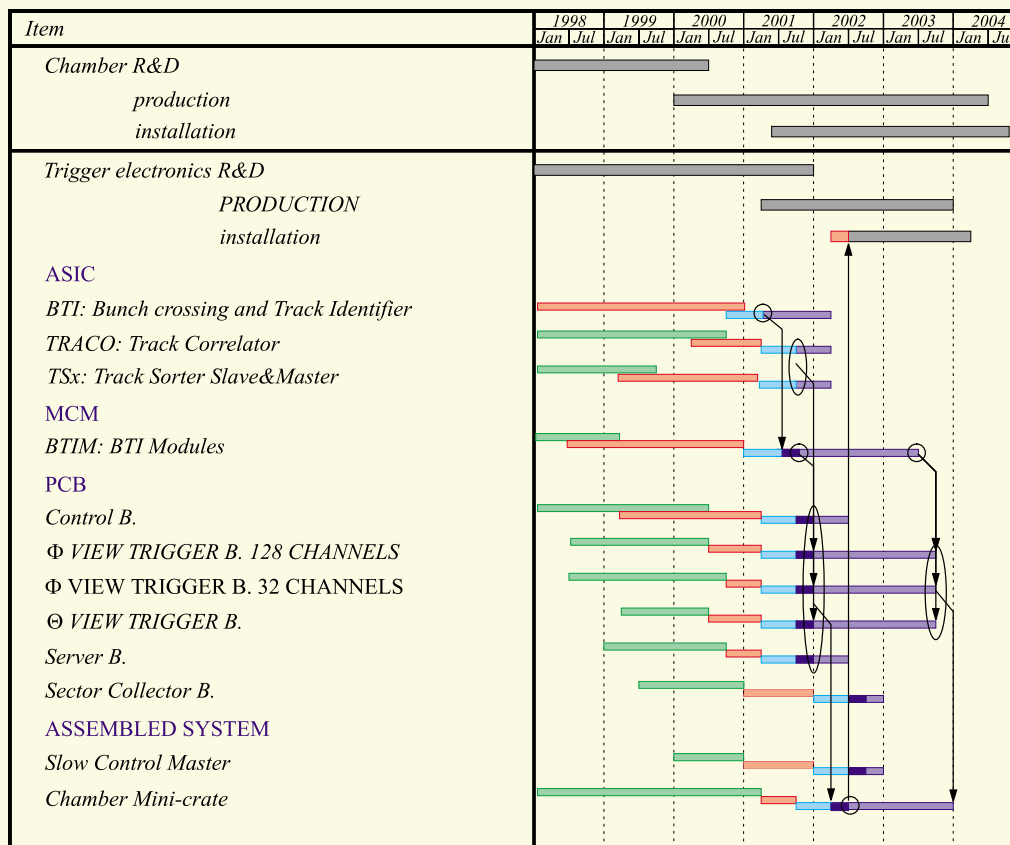 Item
1998 1999 2000 2001 2002 2003 2004
Jan Jul Jan Jul Jan Jul Jan Jul Jan Jul Jan Jul Jan Ju
Chamber R&D
production
installation
Trigger electronics R&D
PRODUCTION
installation
ASIC
BTI: Bunch crossing and Track Identifier
TRACO: Track Correlator
TSx: Track Sorter Slave&Master
MCM
BTIM: BTI Modules
PCB
Control B.
Φ VIEW TRIGGER B. 128 CHANNELS
Φ VIEW TRIGGER B. 32 CHANNELS
Θ VIEW TRIGGER B.
Server B.
Sector Collector B.
ASSEMBLED SYSTEM
Slow Control Master
Chamber Mini-crate